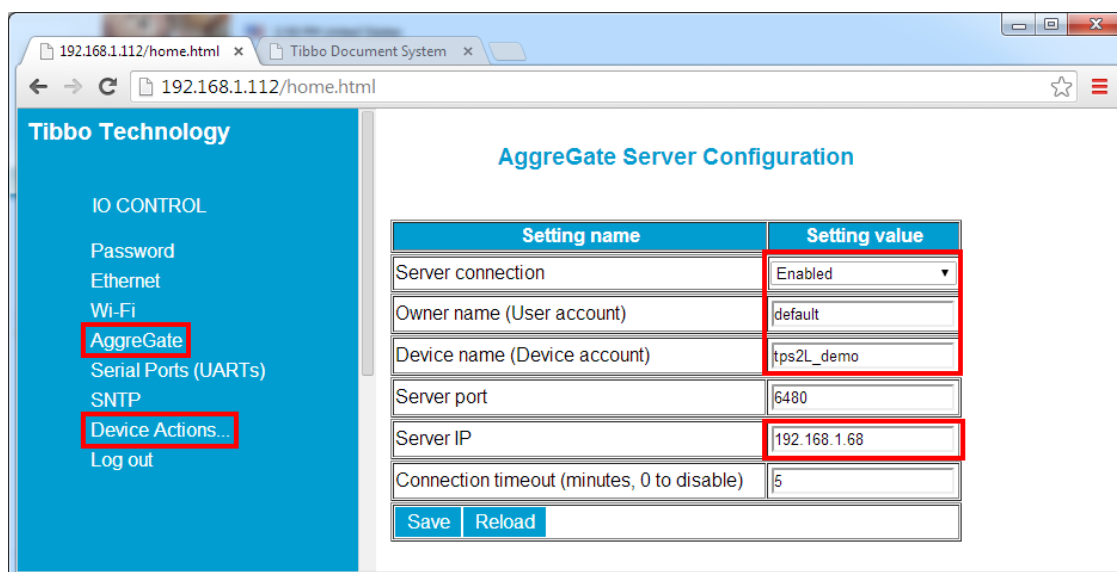 192.168.1.112/home.html
Tibbo Document System
192.168.1.112/home.html
Tibbo Technology
IO CONTROL
Password
Ethernet
Wi-Fi
AggreGate
Serial Ports (UARTs)
SNTP
Device Actions...
Log out
AggreGate Server Configuration
Setting name Setting value
Server connection Enabled
Owner name (User account) default
Device name (Device account) tps2L_demo
Server port 6480
Server IP 192.168.1.68
Connection timeout (minutes, 0 to disable) 5
Save Reload